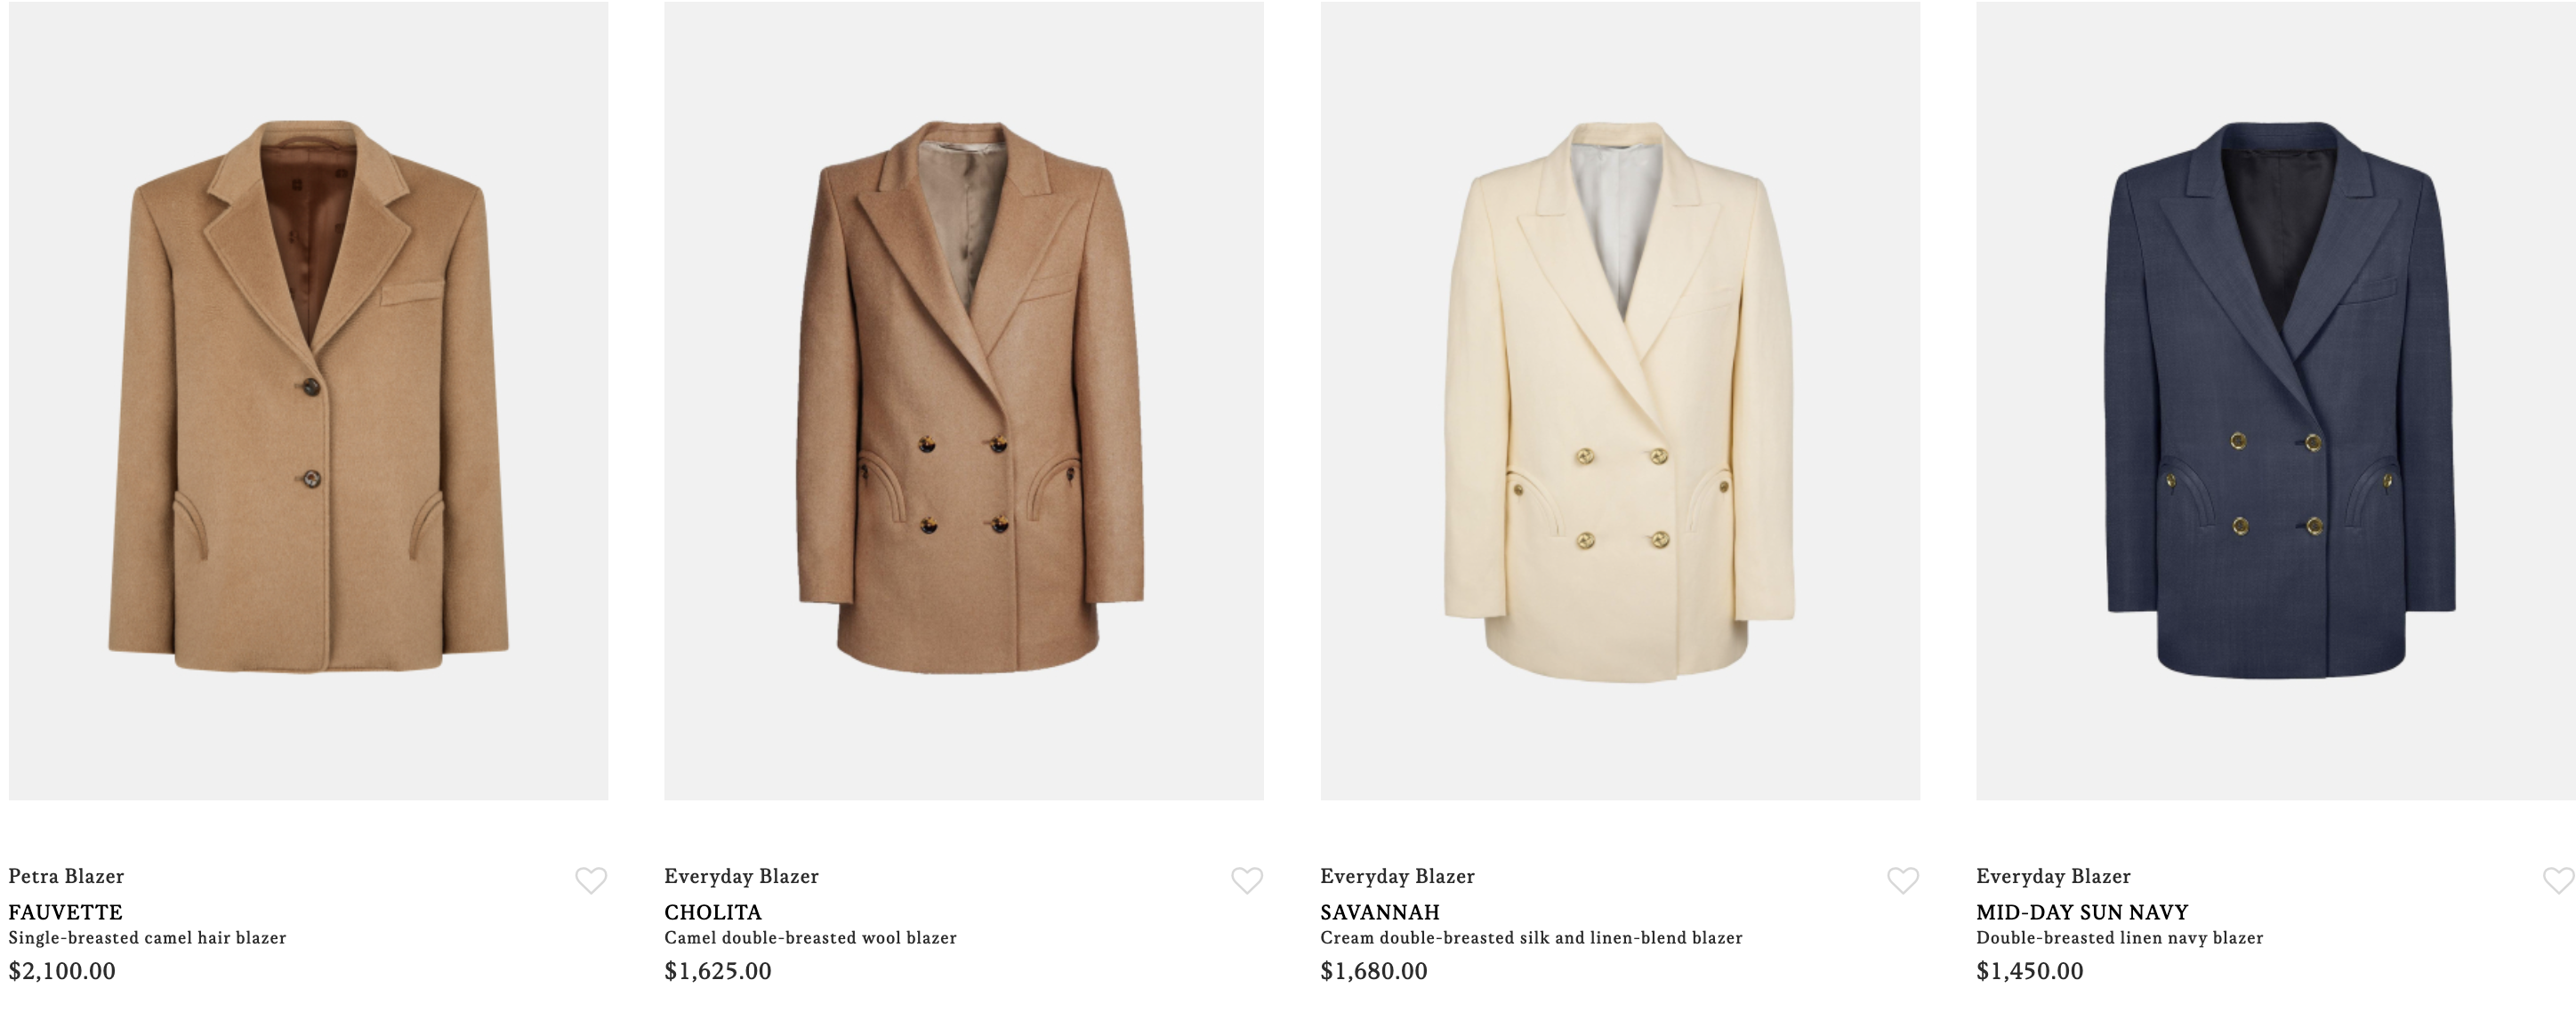 Petra Blazer
FAUVETTE
Single-breasted camel hair blazer
$2,100.00
Everyday Blazer
CHOLITA
Camel double-breasted wool blazer
$1,625.00
Everyday Blazer
SAVANNAH
Cream double-breasted silk and linen-blend blazer
$1,680.00
Everyday Blazer
MID-DAY SUN NAVY
Double-breasted linen navy blazer
$1,450.00